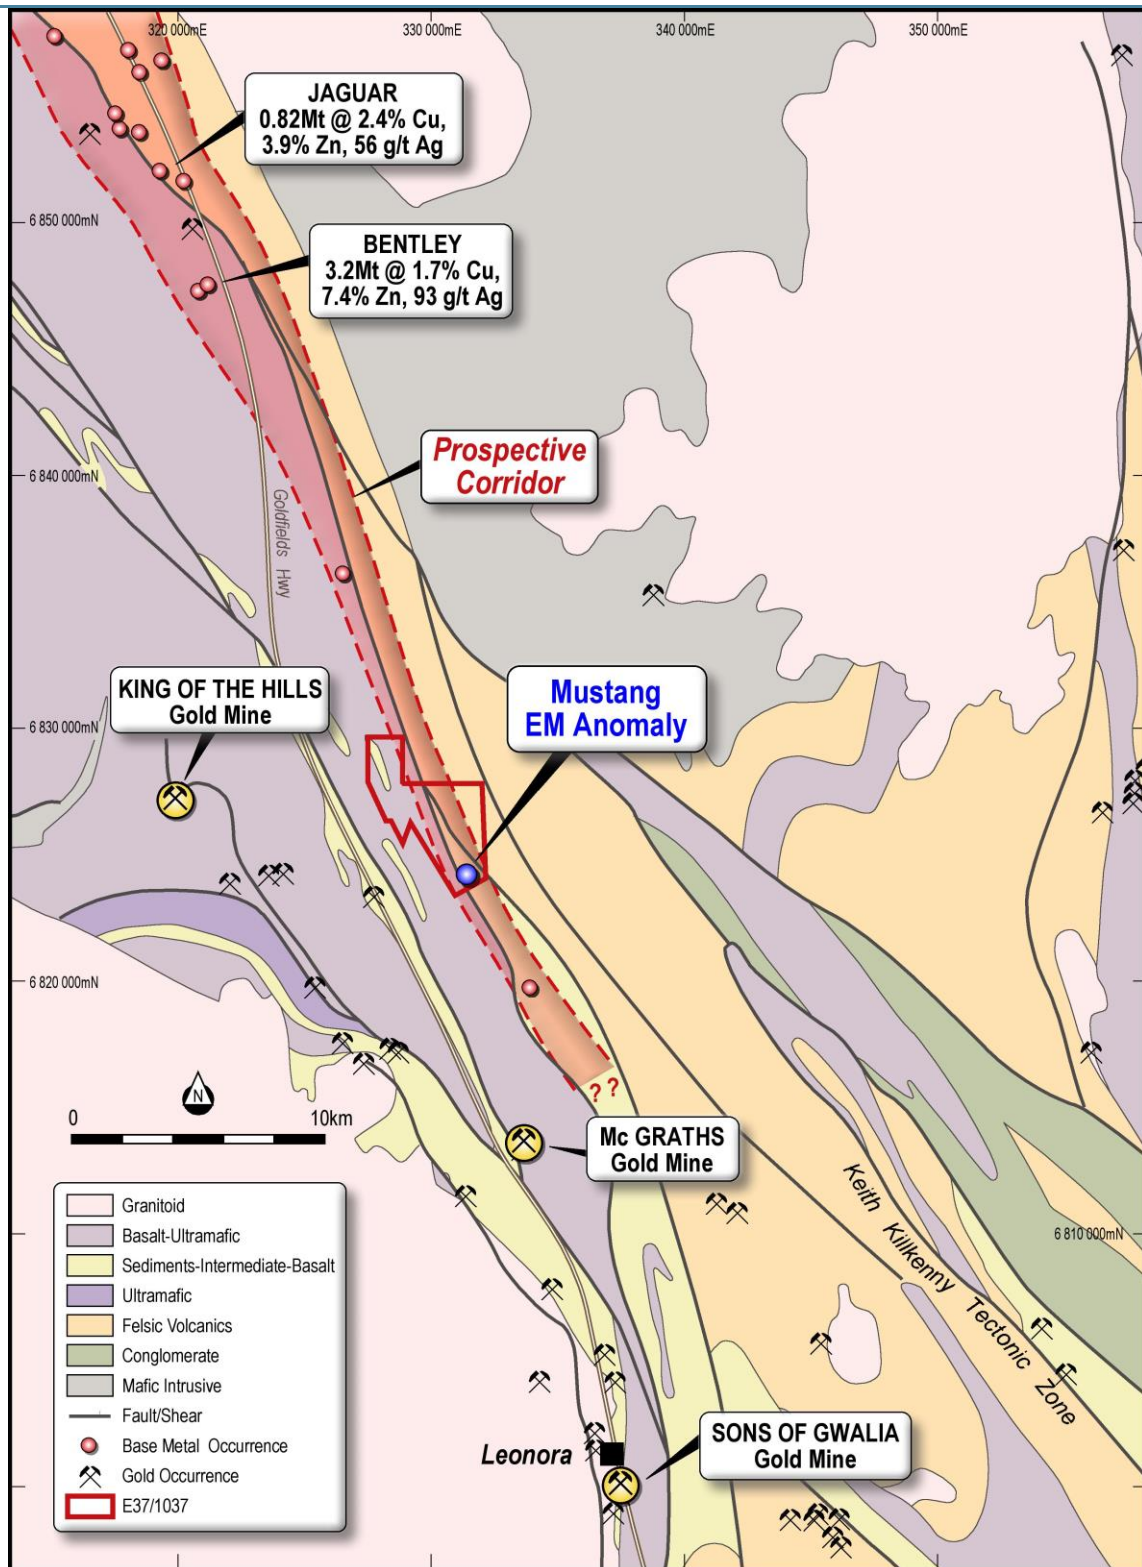 320 000mE
330 000mE
340 000mE
350 000mE
JAGUAR
0.82Mt @ 2.4% Cu,
3.9% Zn, 56 g/t Ag
6 850 000mN
BENTLEY
3.2Mt @ 1.7% Cu,
7.4% Zn, 93 g/t Ag
Prospective
Corridor
6 840 000mN
Goldfields Hwy
KING OF THE HILLS
Gold Mine
Mustang
EM Anomaly
6 830 000mN
6 820 000mN
? ?
N
0 10km
Mc GRATHS
Gold Mine
Keith Killkenny Tectonic Zone
6 810 000mN
Granitoid
Basalt-Ultramafic
Sediments-Intermediate-Basalt
Ultramafic
Felsic Volcanics
Conglomerate
Mafic Intrusive
Fault/Shear
Base Metal Occurrence
Gold Occurrence
E37/1037
Leonora
SONS OF GWALIA
Gold Mine